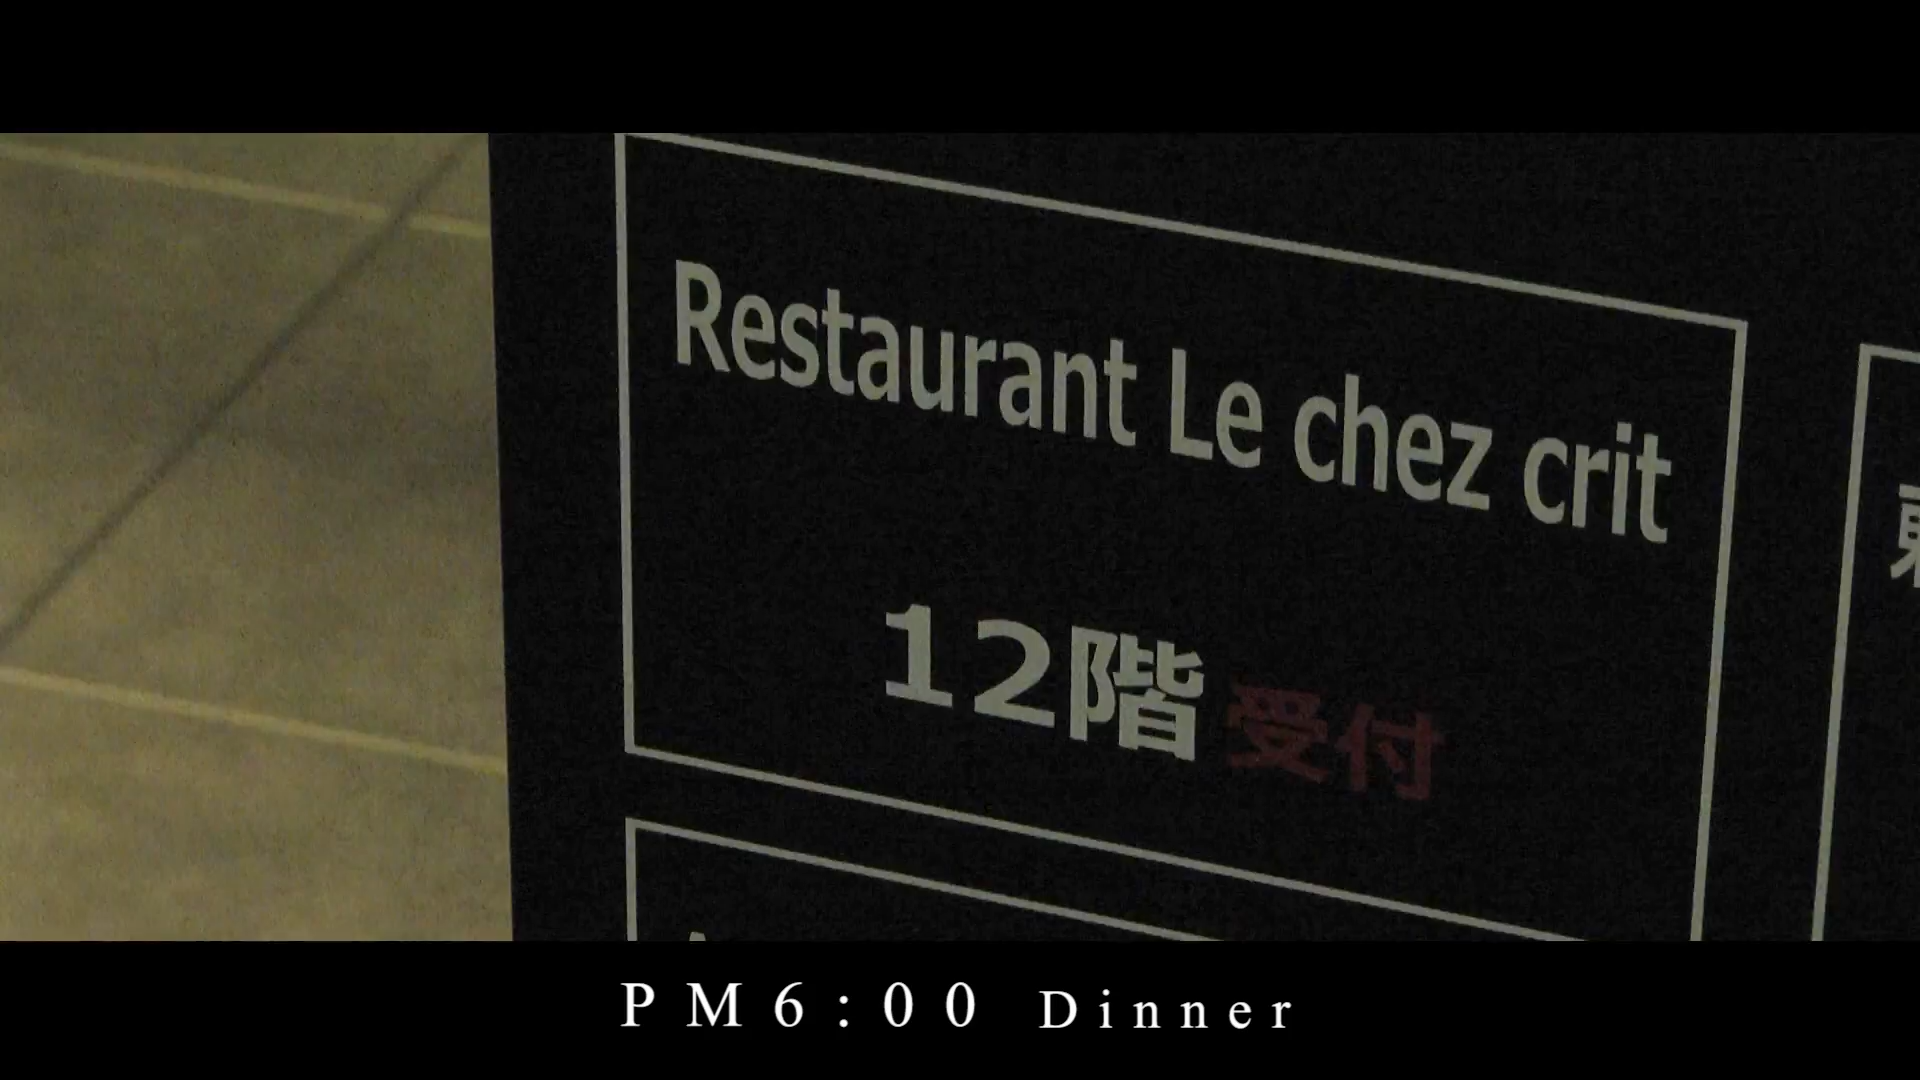 Restaurant Le chez crit
12階 受付
PM6:00 Dinner